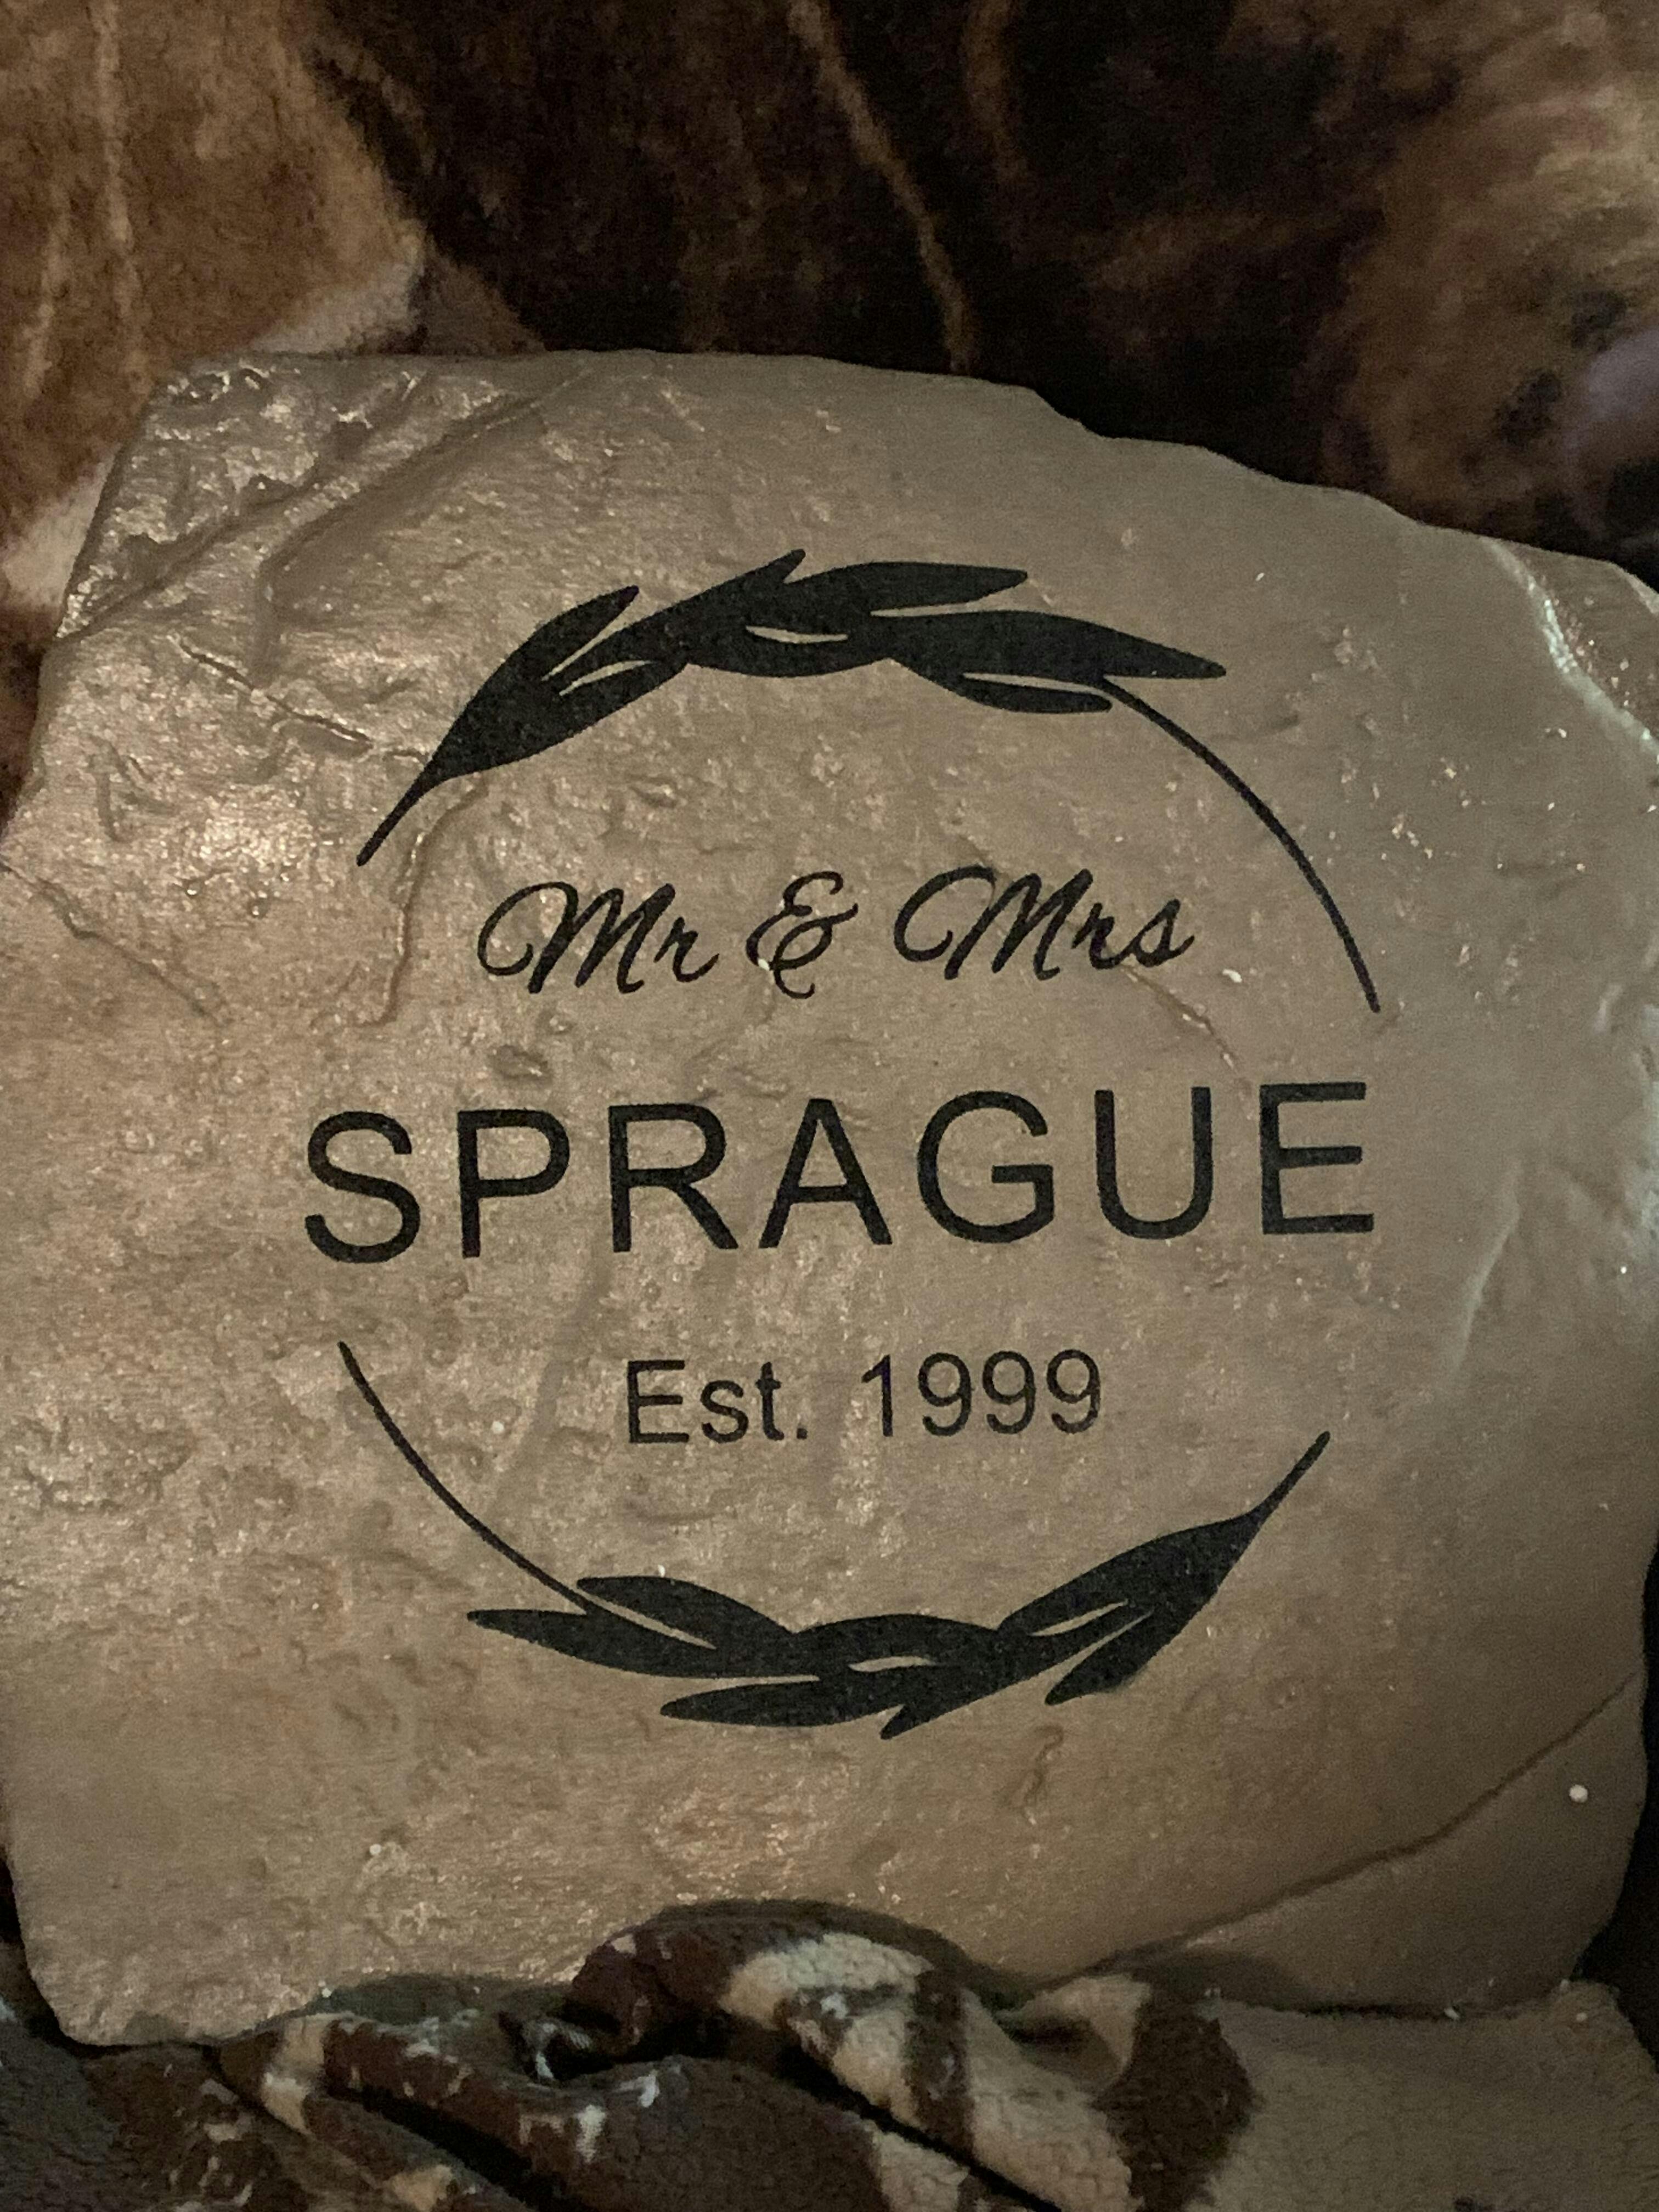 Mr & Mrs
SPRAGUE
Est. 1999